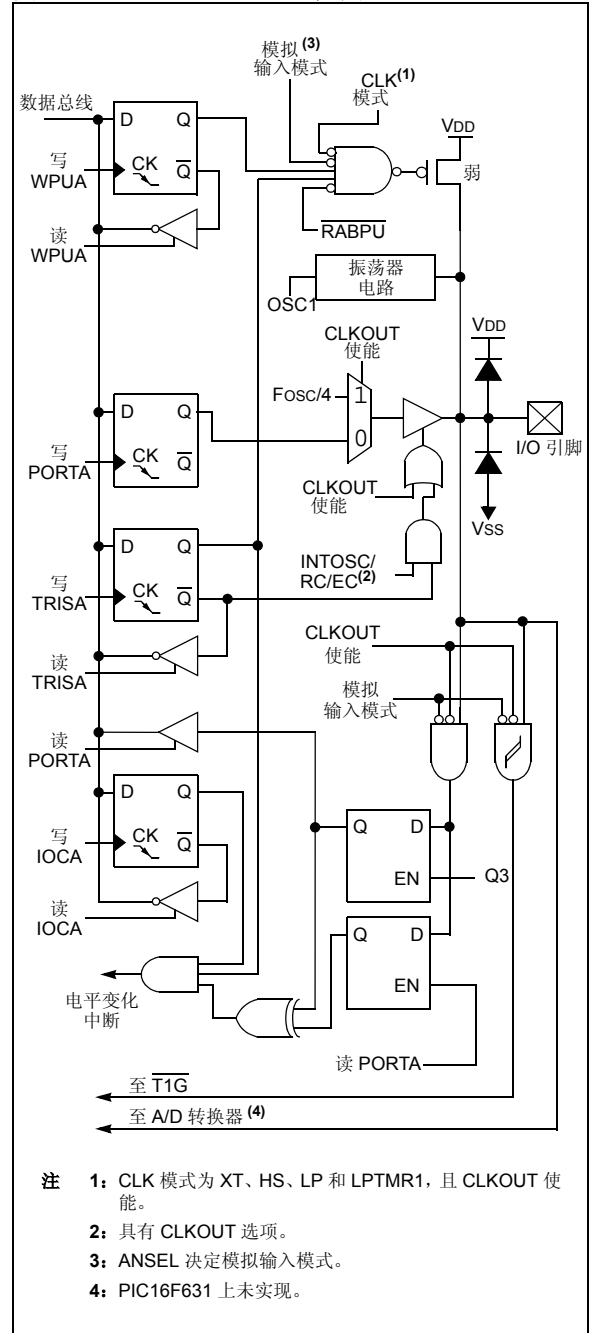 模拟(3)
输入模式
CLK(1)
模式
数据总线
VDD
D Q
写
WPUA
CK Q
弱
RABPU
读
WPUA
振荡器
电路
OSC1
CLKOUT
使能
VDD
FOSC/4
1
0
D Q
写
PORTA
CK Q
I/O 引脚
CLKOUT
使能
VSS
D Q
INTOSC/
RC/EC(2)
写
TRISA
CK Q
CLKOUT
使能
读
TRISA
模拟
输入模式
读
PORTA
D Q
写
IOCA
CK Q
Q D
EN
Q3
读
IOCA
Q D
EN
电平变化
中断
读 PORTA
至 T1G
至 A/D 转换器 (4)
注 1: CLK 模式为 XT、HS、LP 和 LPTMR1，且 CLKOUT 使
能。
2: 具有 CLKOUT 选项。
3: ANSEL 决定模拟输入模式。
4: PIC16F631 上未实现。